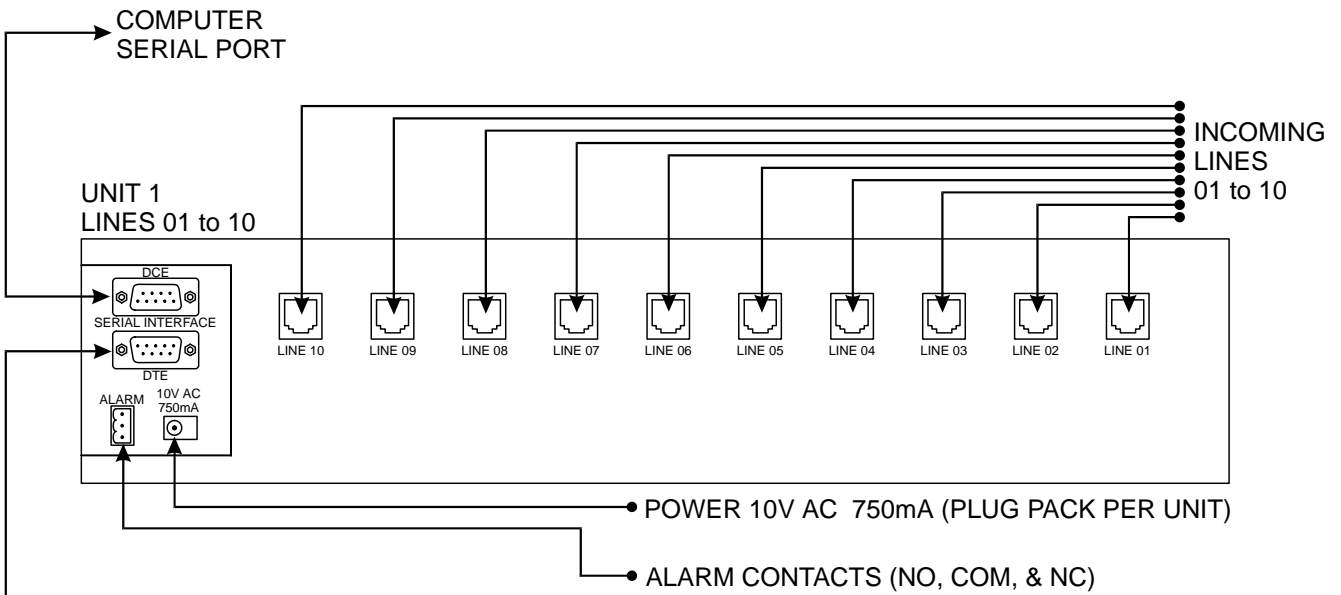 COMPUTER
SERIAL PORT
INCOMING
LINES
01 to 10
UNIT 1
LINES 01 to 10
DCE
SERIAL INTERFACE
DTE
ALARM
10V AC
750mA
LINE 10
LINE 09
LINE 08
LINE 07
LINE 06
LINE 05
LINE 04
LINE 03
LINE 02
LINE 01
POWER 10V AC 750mA (PLUG PACK PER UNIT)
ALARM CONTACTS (NO, COM, & NC)